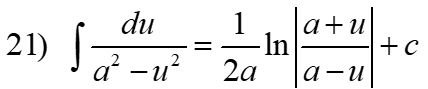 21) ∫ du / (a² − u²) = (1 / 2a) ln |(a + u) / (a − u)| + c